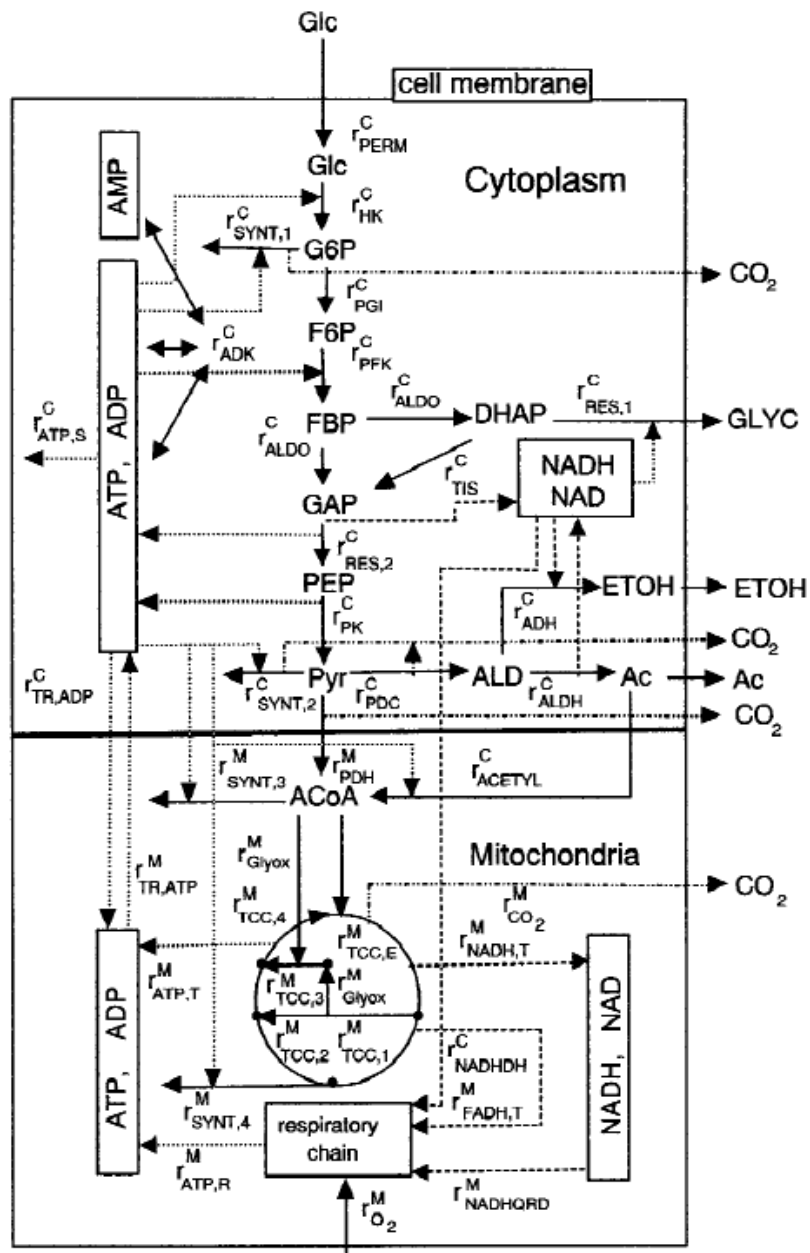 Glc
cell membrane
r^C_PERM
Glc
Cytoplasm
AMP
r^C_HK
r^C_SYNT,1
G6P
CO₂
r^C_PGI
F6P
r^C_ADK
r^C_PFK
r^C_ALDO
r^C_RES,1
r^C_ATP,S
ATP, ADP
FBP
DHAP
GLYC
r^C_ALDO
NADH
NAD
GAP
r^C_TIS
r^C_RES,2
PEP
ETOH
ETOH
r^C_PK
r^C_ADH
CO₂
r^C_TR,ADP
Pyr
ALD
Ac
Ac
r^C_SYNT,2
r^C_PDC
r^C_ALDH
CO₂
r^M_SYNT,3
r^M_PDH
r^C_ACETYL
ACoA
r^M_Glyox
Mitochondria
r^M_TR,ATP
CO₂
r^M_TCC,4
r^M_CO₂
r^M_TCC,E
r^M_NADH,T
r^M_ATP,T
r^M_TCC,3
r^M_Glyox
ATP, ADP
NADH, NAD
r^M_TCC,2
r^M_TCC,1
r^C_NADHDH
r^M_SYNT,4
r^M_FADH,T
respiratory
chain
r^M_ATP,R
r^M_NADHQRD
r^M_O₂